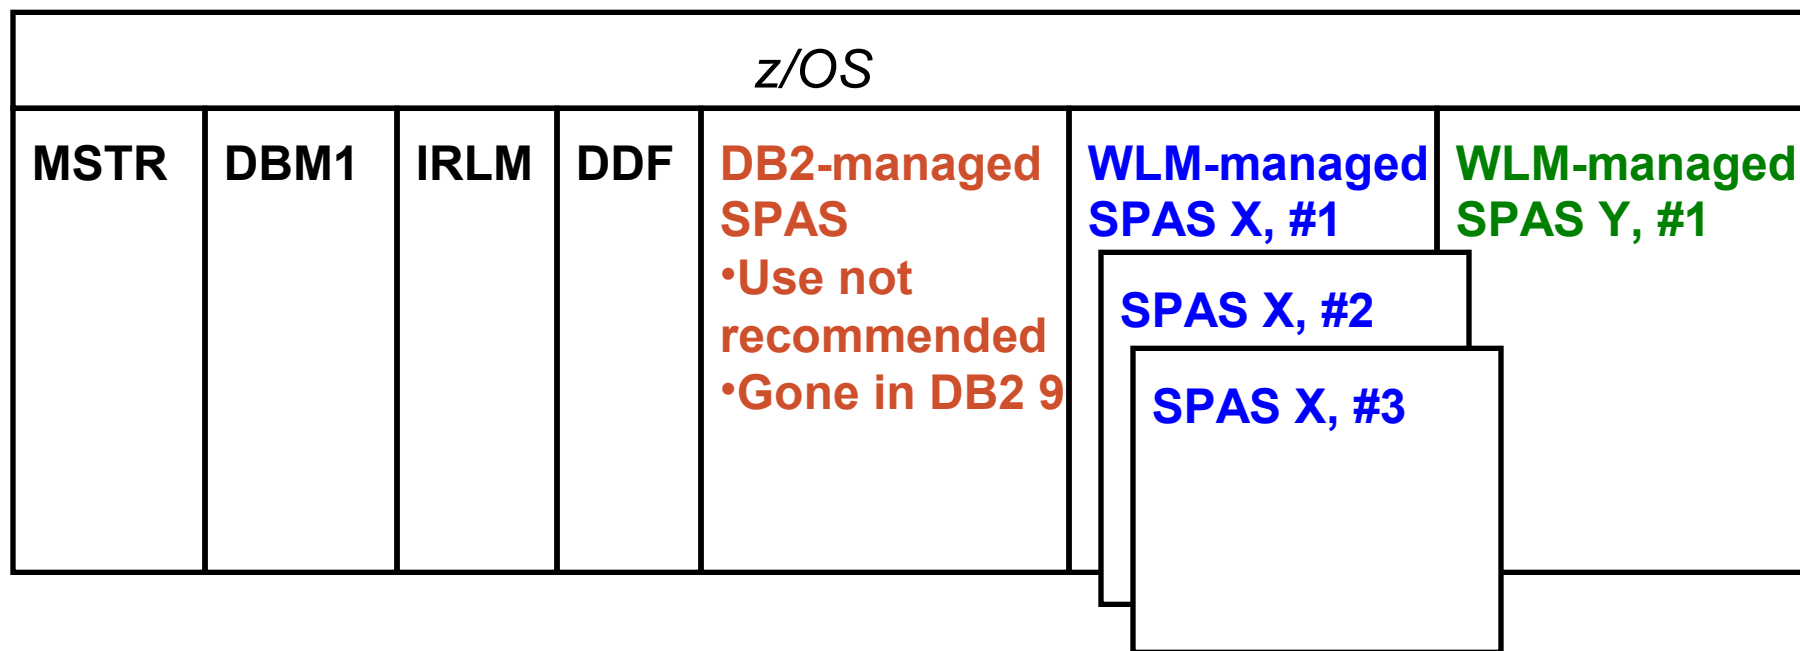 z/OS
MSTR
DBM1
IRLM
DDF
DB2-managed
SPAS
•Use not
recommended
•Gone in DB2 9
WLM-managed
SPAS X, #1
SPAS X, #2
SPAS X, #3
WLM-managed
SPAS Y, #1